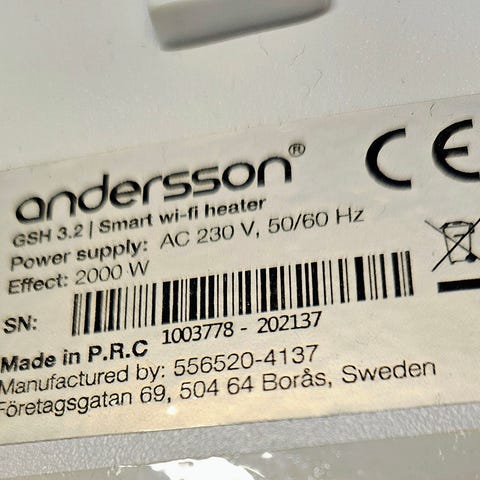 andersson®
CE
GSH 3.2 | Smart wi-fi heater
Power supply: AC 230 V, 50/60 Hz
Effect: 2000 W
SN:
1003778 - 202137
Made in P.R.C
Manufactured by: 556520-4137
Företagsgatan 69, 504 64 Borås, Sweden